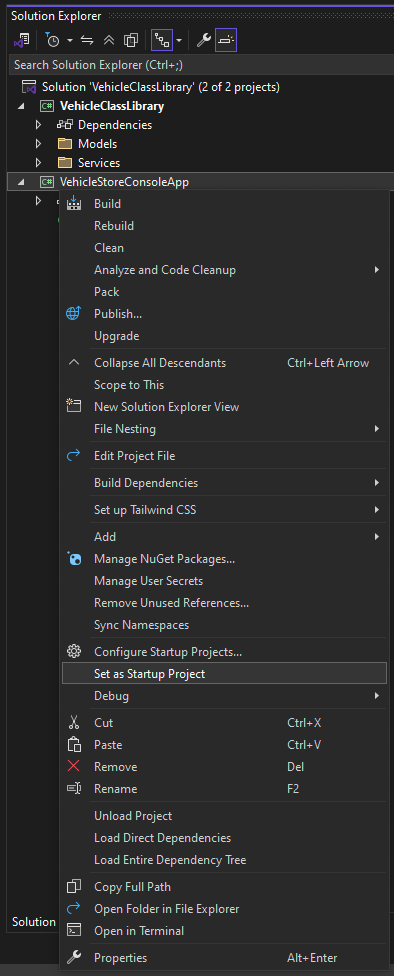 Solution Explorer
Search Solution Explorer (Ctrl+;)
Solution 'VehicleClassLibrary' (2 of 2 projects)
C# VehicleClassLibrary
Dependencies
Models
Services
C# VehicleStoreConsoleApp
Build
Rebuild
Clean
Analyze and Code Cleanup
Pack
Publish...
Upgrade
Collapse All Descendants Ctrl+Left Arrow
Scope to This
New Solution Explorer View
File Nesting
Edit Project File
Build Dependencies
Set up Tailwind CSS
Add
Manage NuGet Packages...
Manage User Secrets
Remove Unused References...
Sync Namespaces
Configure Startup Projects...
Set as Startup Project
Debug
Cut Ctrl+X
Paste Ctrl+V
Remove Del
Rename F2
Unload Project
Load Direct Dependencies
Load Entire Dependency Tree
Copy Full Path
Open Folder in File Explorer
Solution
Open in Terminal
Properties Alt+Enter